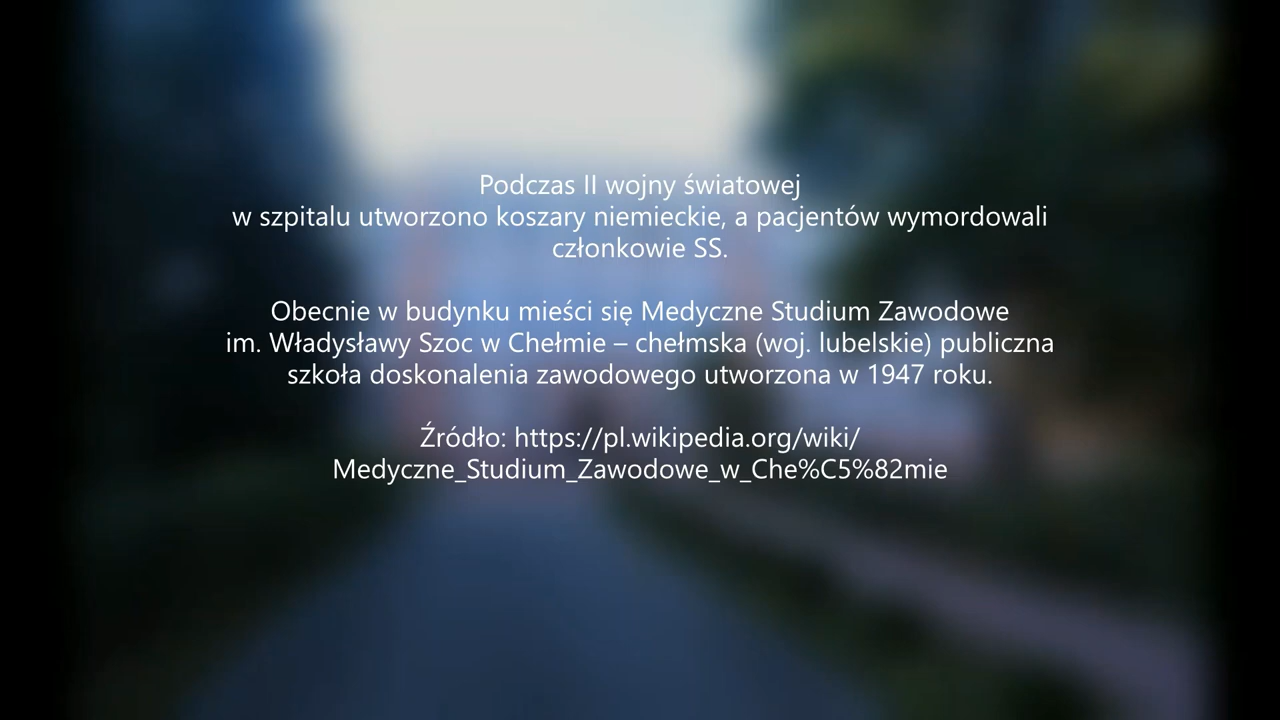 Podczas II wojny światowej
w szpitalu utworzono koszary niemieckie, a pacjentów wymordowali
członkowie SS.
Obecnie w budynku mieści się Medyczne Studium Zawodowe
im. Władysławy Szoc w Chełmie – chełmska (woj. lubelskie) publiczna
szkoła doskonalenia zawodowego utworzona w 1947 roku.
Źródło: https://pl.wikipedia.org/wiki/
Medyczne_Studium_Zawodowe_w_Che%C5%82mie